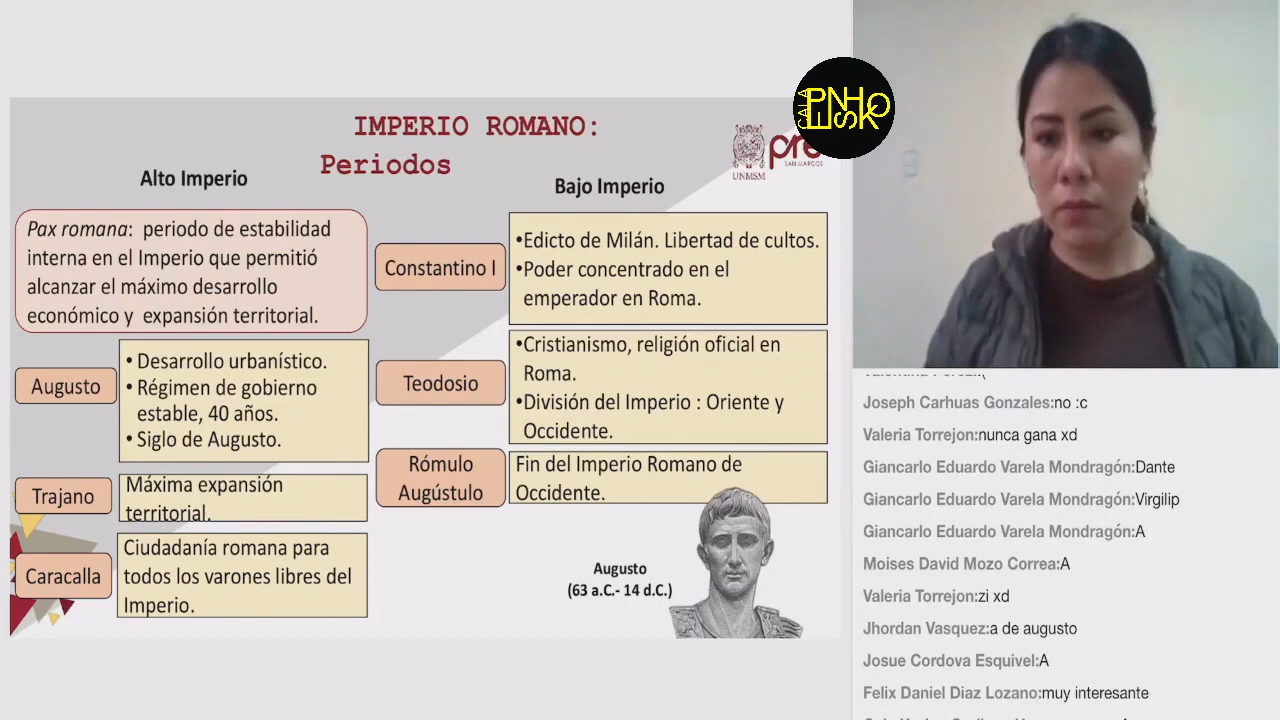 IMPERIO ROMANO:
Periodos
UNMSM
pre
SAN MARCOS
Alto Imperio
Pax romana: periodo de estabilidad
interna en el Imperio que permitió
alcanzar el máximo desarrollo
económico y expansión territorial.
Augusto
• Desarrollo urbanístico.
• Régimen de gobierno
estable, 40 años.
• Siglo de Augusto.
Trajano
Máxima expansión
territorial.
Caracalla
Ciudadanía romana para
todos los varones libres del
Imperio.
Bajo Imperio
Constantino I
•Edicto de Milán. Libertad de cultos.
•Poder concentrado en el
emperador en Roma.
Teodosio
•Cristianismo, religión oficial en
Roma.
•División del Imperio : Oriente y
Occidente.
Rómulo
Augústulo
Fin del Imperio Romano de
Occidente.
Augusto
(63 a.C.- 14 d.C.)
Joseph Carhuas Gonzales:no :c
Valeria Torrejon:nunca gana xd
Giancarlo Eduardo Varela Mondragón:Dante
Giancarlo Eduardo Varela Mondragón:Virgilip
Giancarlo Eduardo Varela Mondragón:A
Moises David Mozo Correa:A
Valeria Torrejon:zi xd
Jhordan Vasquez:a de augusto
Josue Cordova Esquivel:A
Felix Daniel Diaz Lozano:muy interesante